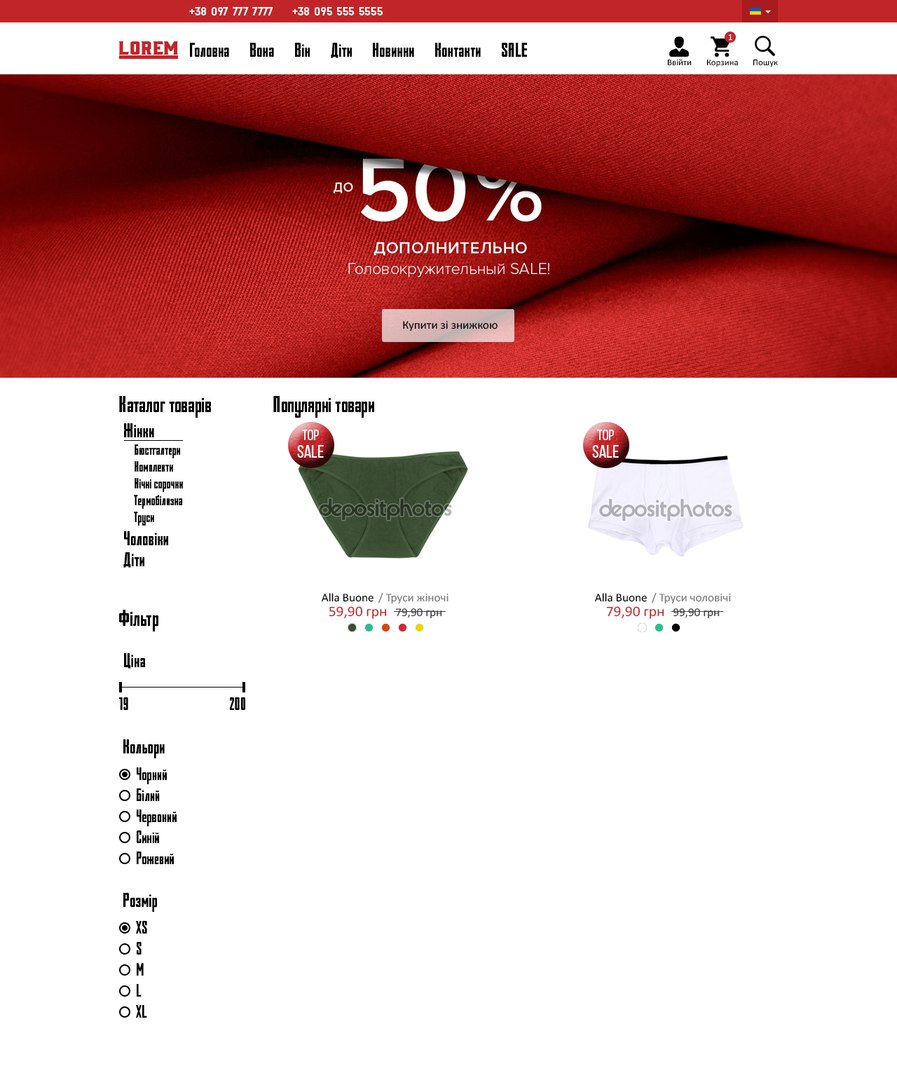 +38 097 777 7777 +38 095 555 5555
LOREM Головна Вона Він Діти Новинки Контакти SALE
1
Ввійти Корзина Пошук
до 50%
ДОПОЛНИТЕЛЬНО
Головокружительный SALE!
Купити зі знижкою
Каталог товарів
Жінки
Бюстгалтери
Комплекти
Нічні сорочки
Термобілизна
Труси
Чоловіки
Діти
Фільтр
Ціна
19 200
Кольори
Чорний
Білий
Червоний
Синій
Рожевий
Розмір
XS
S
M
L
XL
Популярні товари
TOP
SALE
depositphotos
Alla Buone / Труси жіночі
59,90 грн 79,90 грн
TOP
SALE
depositphotos
Alla Buone / Труси чоловічі
79,90 грн 99,90 грн